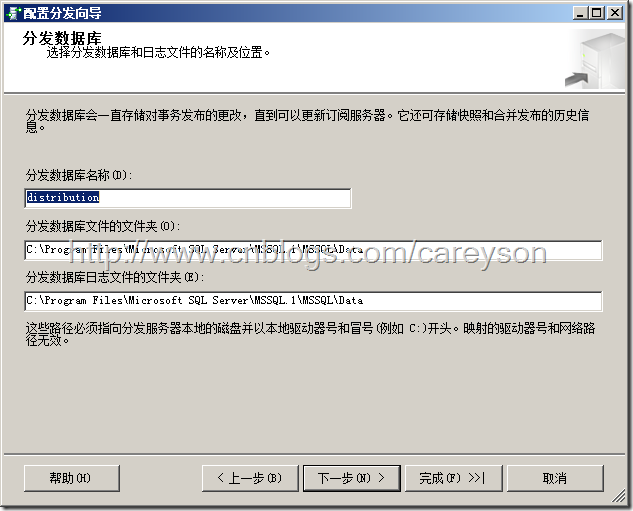 配置分发向导
分发数据库
选择分发数据库和日志文件的名称及位置。
分发数据库会一直存储对事务发布的更改，直到可以更新订阅服务器。它还可存储快照和合并发布的历史信
息。
分发数据库名称(D):
distribution
分发数据库文件的文件夹(O):
C:\Program Files\Microsoft SQL Server\MSSQL.1\MSSQL\Data
http://www.cnblogs.com/careyson
分发数据库日志文件的文件夹(E):
C:\Program Files\Microsoft SQL Server\MSSQL.1\MSSQL\Data
这些路径必须指向分发服务器本地的磁盘并以本地驱动器号和冒号(例如 C:)开头。映射的驱动器号和网络路
径无效。
帮助(H)
< 上一步(B)
下一步(N) >
完成(F) >>|
取消